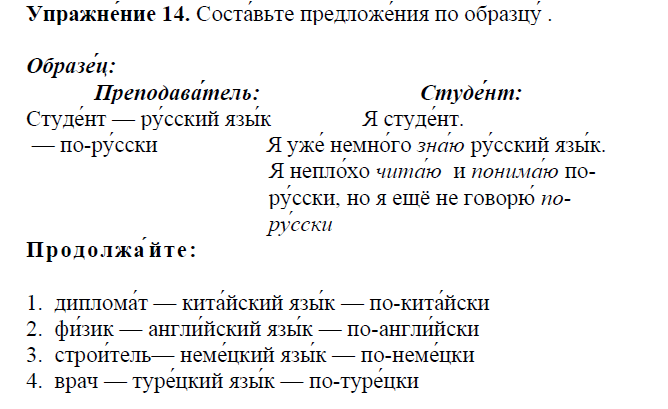 Упражне́ние 14. Соста́вьте предложе́ния по образцу́ .
Образе́ц:
Преподава́тель: Студе́нт:
Студе́нт — ру́сский язы́к Я студе́нт.
— по-ру́сски Я уже́ немно́го зна́ю ру́сский язы́к.
Я непло́хо чита́ю и понима́ю по-
ру́сски, но я ещё не говорю́ по-
ру́сски
Продолжа́йте:
1. диплома́т — кита́йский язы́к — по-кита́йски
2. фи́зик — англи́йский язы́к — по-англи́йски
3. строи́тель— неме́цкий язы́к — по-неме́цки
4. врач — туре́цкий язы́к — по-туре́цки